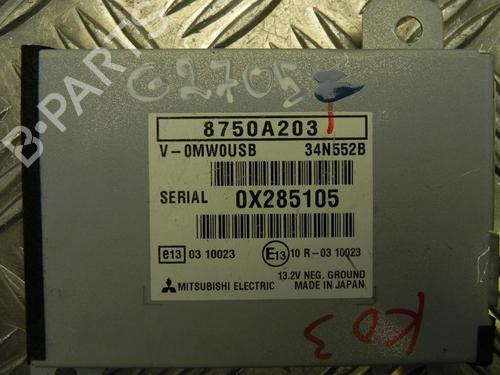 G2705
8750A203
V-0MW0USB 34N552B
SERIAL 0X285105
e13 03 10023 E13 10 R-03 10023
13.2V NEG. GROUND
MITSUBISHI ELECTRIC MADE IN JAPAN
K03
B-PARTS